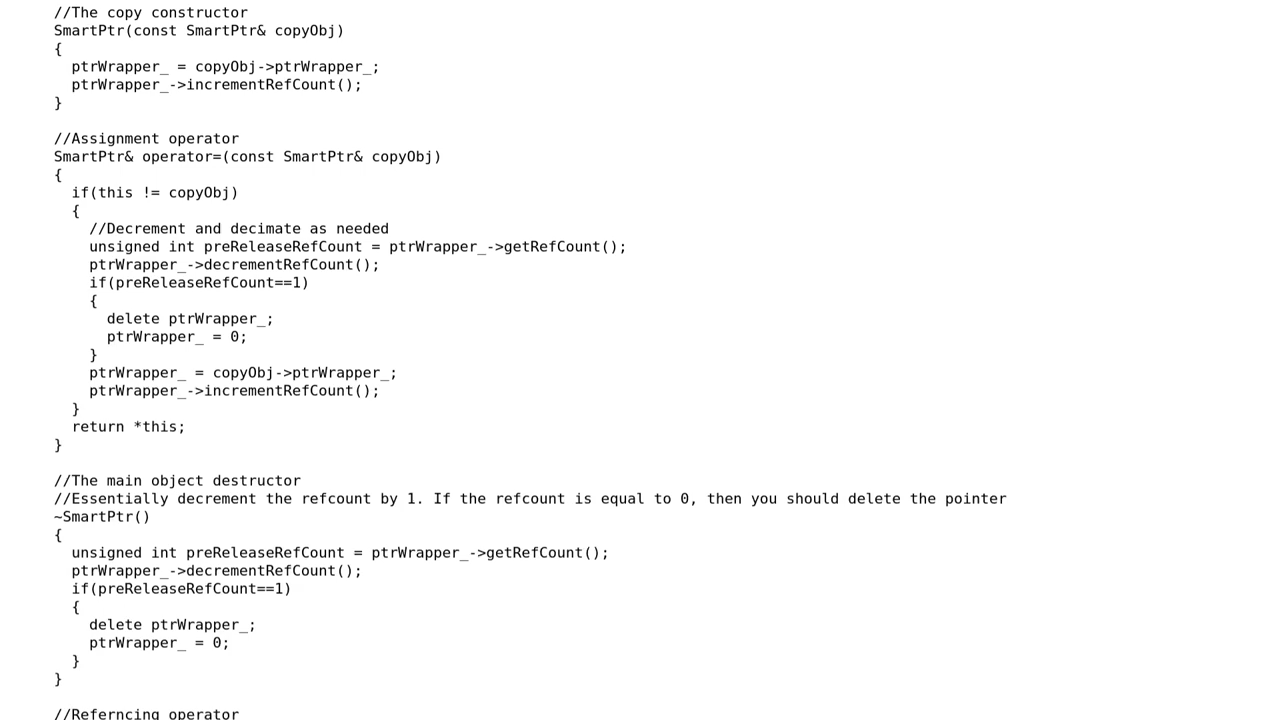 //The copy constructor
SmartPtr(const SmartPtr& copyObj)
{
  ptrWrapper_ = copyObj->ptrWrapper_;
  ptrWrapper_->incrementRefCount();
}

//Assignment operator
SmartPtr& operator=(const SmartPtr& copyObj)
{
  if(this != copyObj)
  {
    //Decrement and decimate as needed
    unsigned int preReleaseRefCount = ptrWrapper_->getRefCount();
    ptrWrapper_->decrementRefCount();
    if(preReleaseRefCount==1)
    {
      delete ptrWrapper_;
      ptrWrapper_ = 0;
    }
    ptrWrapper_ = copyObj->ptrWrapper_;
    ptrWrapper_->incrementRefCount();
  }
  return *this;
}

//The main object destructor
//Essentially decrement the refcount by 1. If the refcount is equal to 0, then you should delete the pointer
~SmartPtr()
{
  unsigned int preReleaseRefCount = ptrWrapper_->getRefCount();
  ptrWrapper_->decrementRefCount();
  if(preReleaseRefCount==1)
  {
    delete ptrWrapper_;
    ptrWrapper_ = 0;
  }
}

//Referncing operator